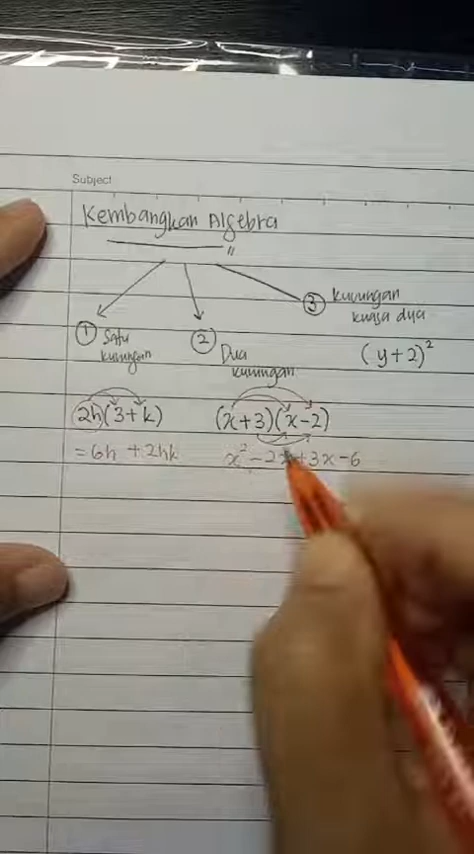 Subject
Kembangkan Algebra
① Satu kurungan
② Dua kurungan
③ Kurungan kuasa dua
(y+2)²
2h(3+k)
= 6h + 2hk
(x+3)(x-2)
x² - 2x + 3x - 6